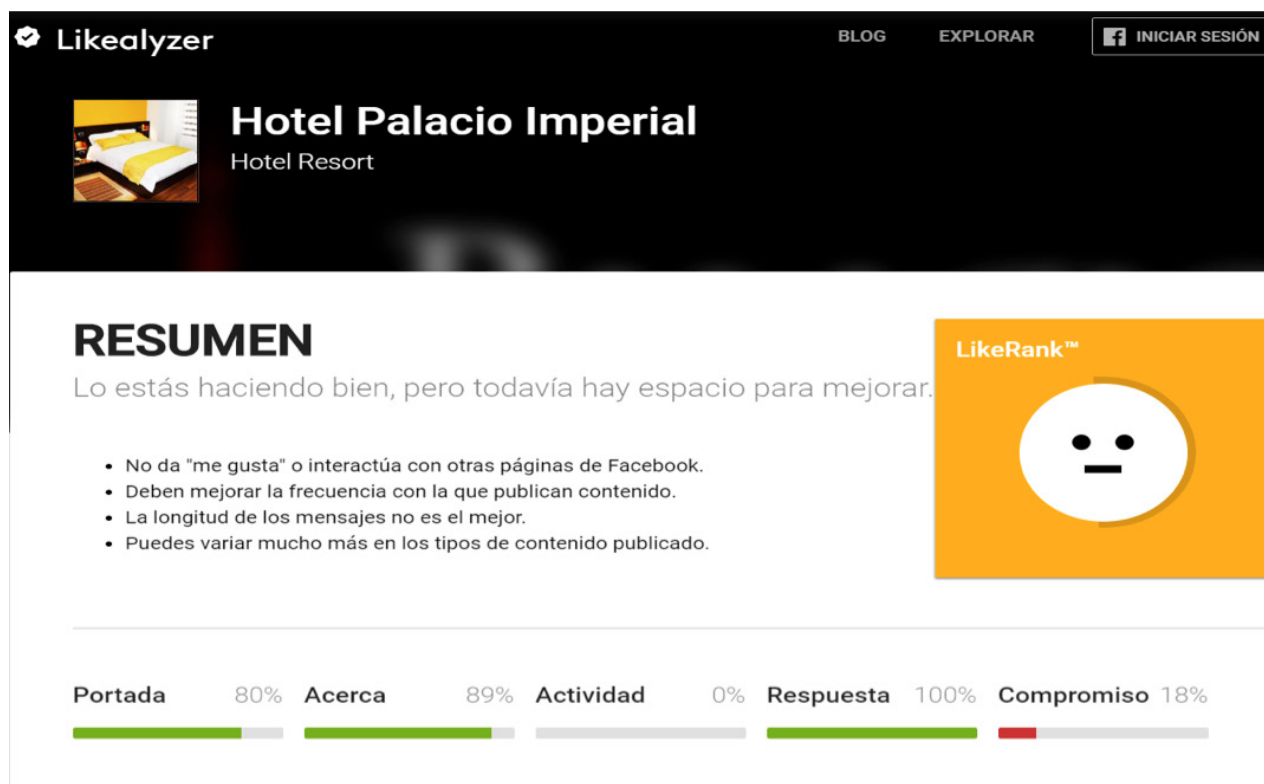 Likealyzer
BLOG EXPLORAR INICIAR SESIÓN
Hotel Palacio Imperial
Hotel Resort
RESUMEN
Lo estás haciendo bien, pero todavía hay espacio para mejorar.
LikeRank™
No da "me gusta" o interactúa con otras páginas de Facebook.
Deben mejorar la frecuencia con la que publican contenido.
La longitud de los mensajes no es el mejor.
Puedes variar mucho más en los tipos de contenido publicado.
Portada 80% Acerca 89% Actividad 0% Respuesta 100% Compromiso 18%